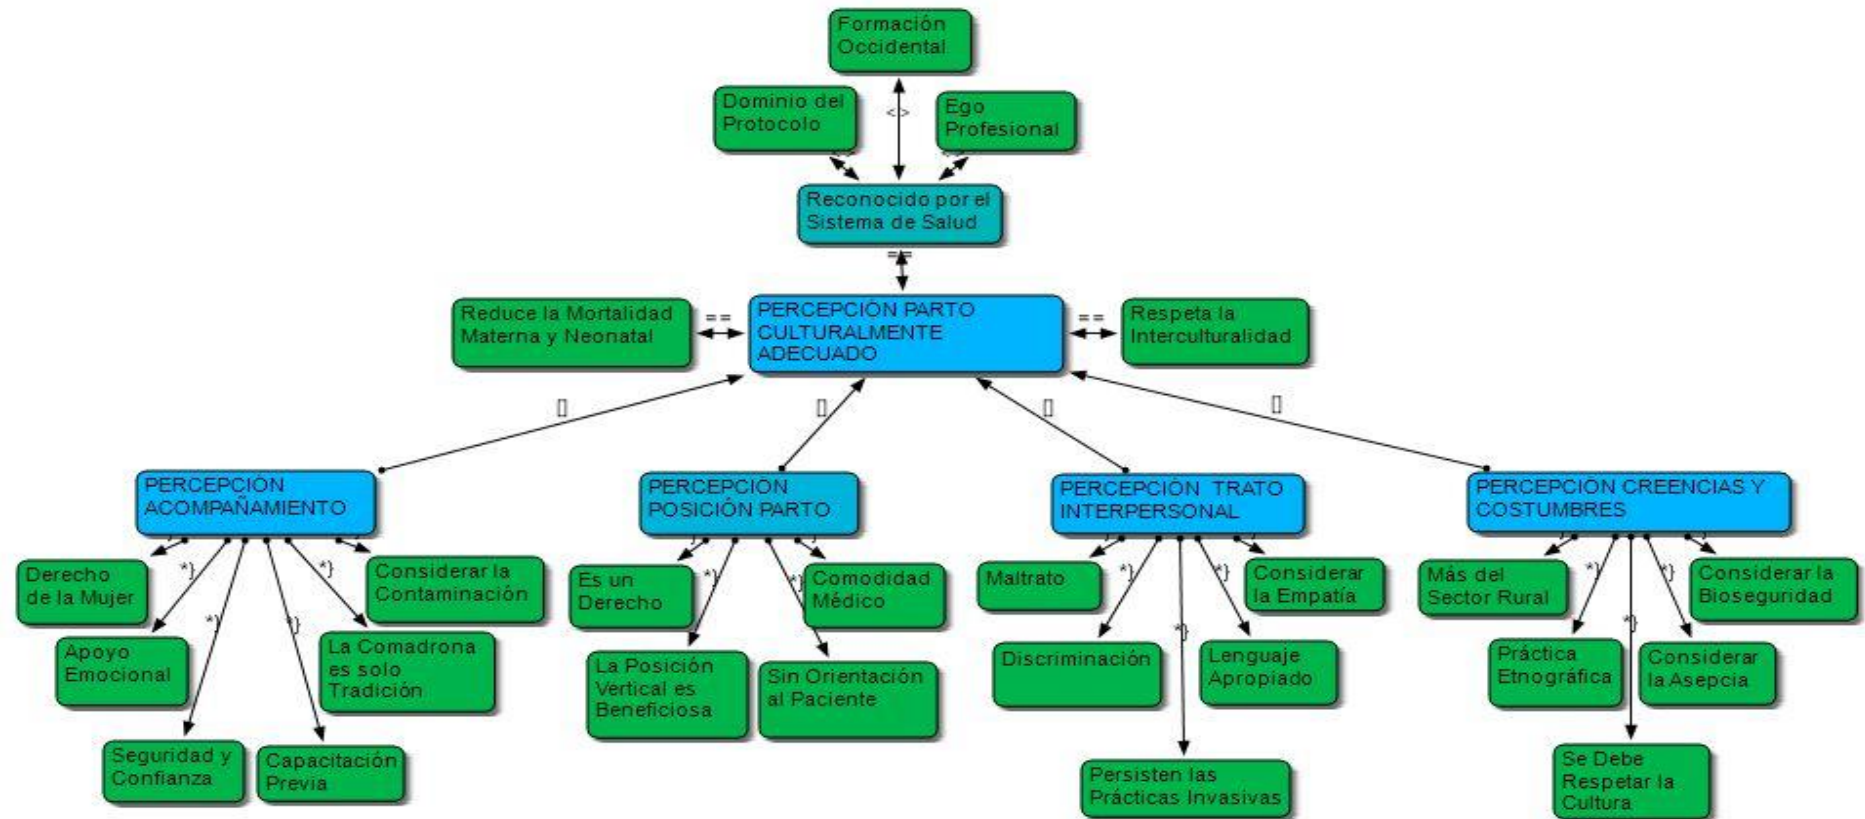 Formación
Occidental
Dominio del
Protocolo
<>
Ego
Profesional
<>
<>
Reconocido por el
Sistema de Salud
==
Reduce la Mortalidad
Materna y Neonatal
==
PERCEPCIÓN PARTO
CULTURALMENTE
ADECUADO
==
Respeta la
Interculturalidad
[]
[]
[]
[]
PERCEPCIÓN
ACOMPAÑAMIENTO
PERCEPCIÓN
POSICIÓN PARTO
PERCEPCIÓN TRATO
INTERPERSONAL
PERCEPCIÓN CREENCIAS Y
COSTUMBRES
Derecho
de la Mujer
*}
*}
Considerar la
Contaminación
*}
*}
Apoyo
Emocional
La Comadrona
es solo
Tradición
Seguridad y
Confianza
Capacitación
Previa
Es un
Derecho
*}
*}
Comodidad
Médico
La Posición
Vertical es
Beneficiosa
Sin Orientación
al Paciente
Maltrato
*}
*}
Considerar
la Empatía
*}
Discriminación
Lenguaje
Apropiado
Persisten las
Prácticas Invasivas
Más del
Sector Rural
*}
*}
Considerar la
Bioseguridad
*}
Práctica
Etnográfica
Considerar
la Asepcia
Se Debe
Respetar la
Cultura